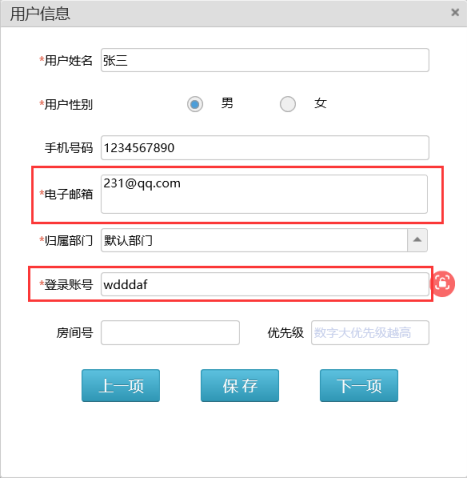 用户信息 ×
*用户姓名 张三
*用户性别 男 女
手机号码 1234567890
*电子邮箱 231@qq.com
*归属部门 默认部门
*登录账号 wdddaf
房间号 优先级 数字大优先级越高
上一项 保存 下一项